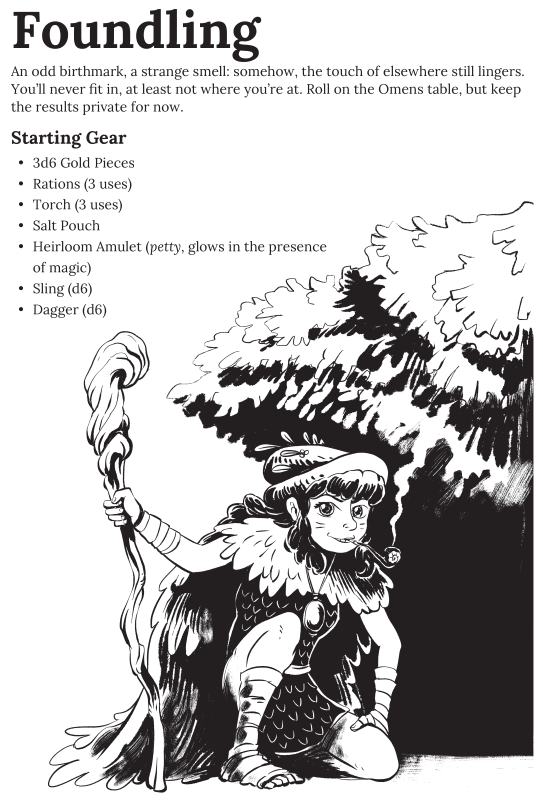 Foundling
An odd birthmark, a strange smell: somehow, the touch of elsewhere still lingers.
You'll never fit in, at least not where you're at. Roll on the Omens table, but keep
the results private for now.
Starting Gear
• 3d6 Gold Pieces
• Rations (3 uses)
• Torch (3 uses)
• Salt Pouch
• Heirloom Amulet (petty, glows in the presence
of magic)
• Sling (d6)
• Dagger (d6)